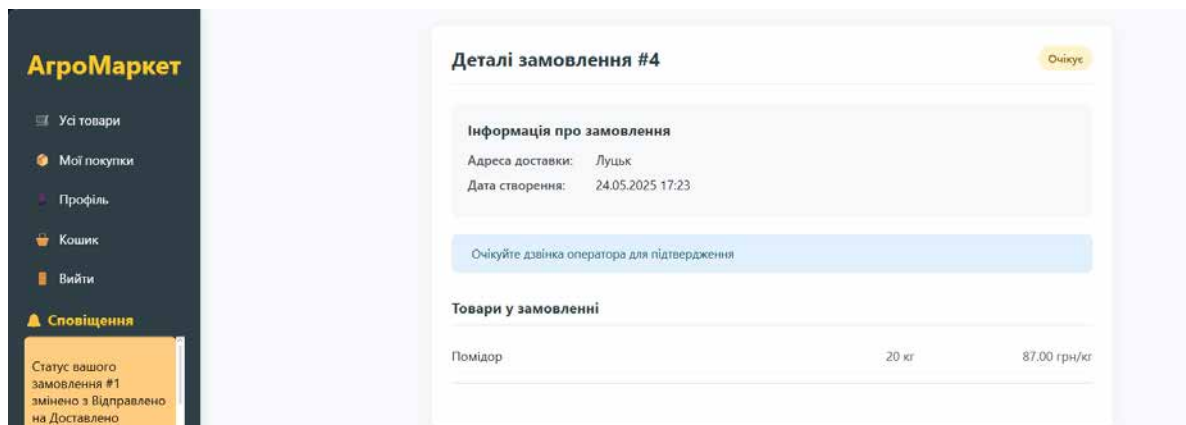 АгроМаркет
Усі товари
Мої покупки
Профіль
Кошик
Вийти
Сповіщення
Статус вашого
замовлення #1
змінено з Відправлено
на Доставлено
Деталі замовлення #4
Очікує
Інформація про замовлення
Адреса доставки: Луцьк
Дата створення: 24.05.2025 17:23
Очікуйте дзвінка оператора для підтвердження
Товари у замовленні
Помідор 20 кг 87.00 грн/кг